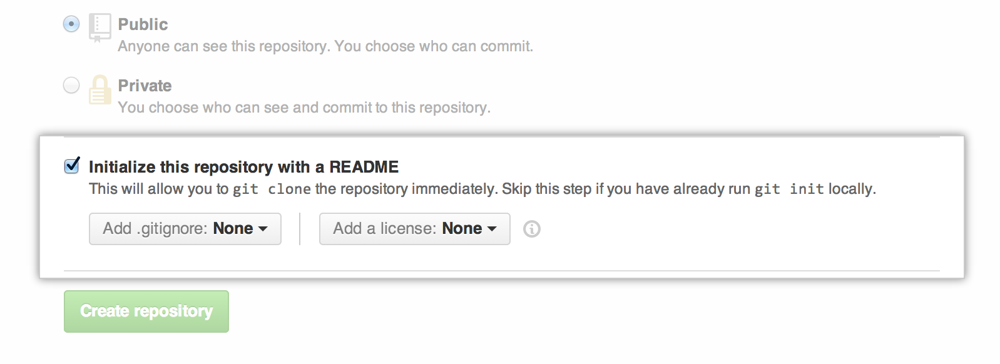 Public
Anyone can see this repository. You choose who can commit.
Private
You choose who can see and commit to this repository.
Initialize this repository with a README
This will allow you to git clone the repository immediately. Skip this step if you have already run git init locally.
Add .gitignore: None Add a license: None
Create repository